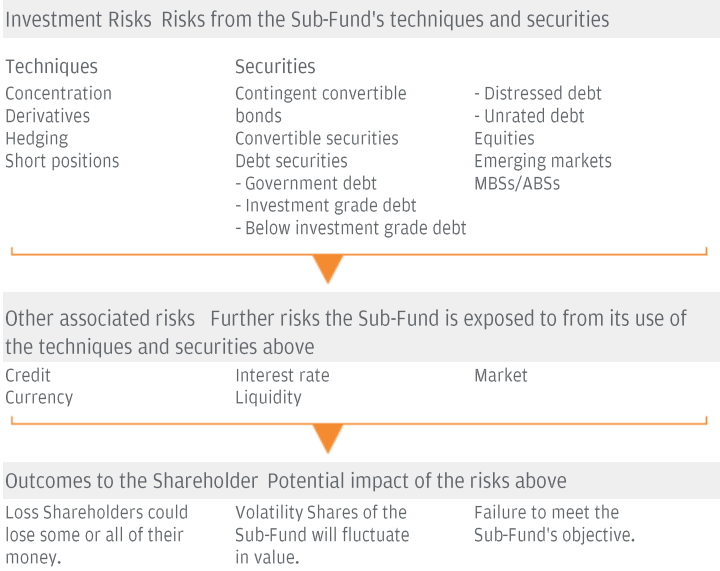 Investment Risks Risks from the Sub-Fund's techniques and securities
Techniques
Concentration
Derivatives
Hedging
Short positions
Securities
Contingent convertible
bonds
Convertible securities
Debt securities
- Government debt
- Investment grade debt
- Below investment grade debt
- Distressed debt
- Unrated debt
Equities
Emerging markets
MBSs/ABSs
Other associated risks Further risks the Sub-Fund is exposed to from its use of
the techniques and securities above
Credit
Currency
Interest rate
Liquidity
Market
Outcomes to the Shareholder Potential impact of the risks above
Loss Shareholders could
lose some or all of their
money.
Volatility Shares of the
Sub-Fund will fluctuate
in value.
Failure to meet the
Sub-Fund's objective.